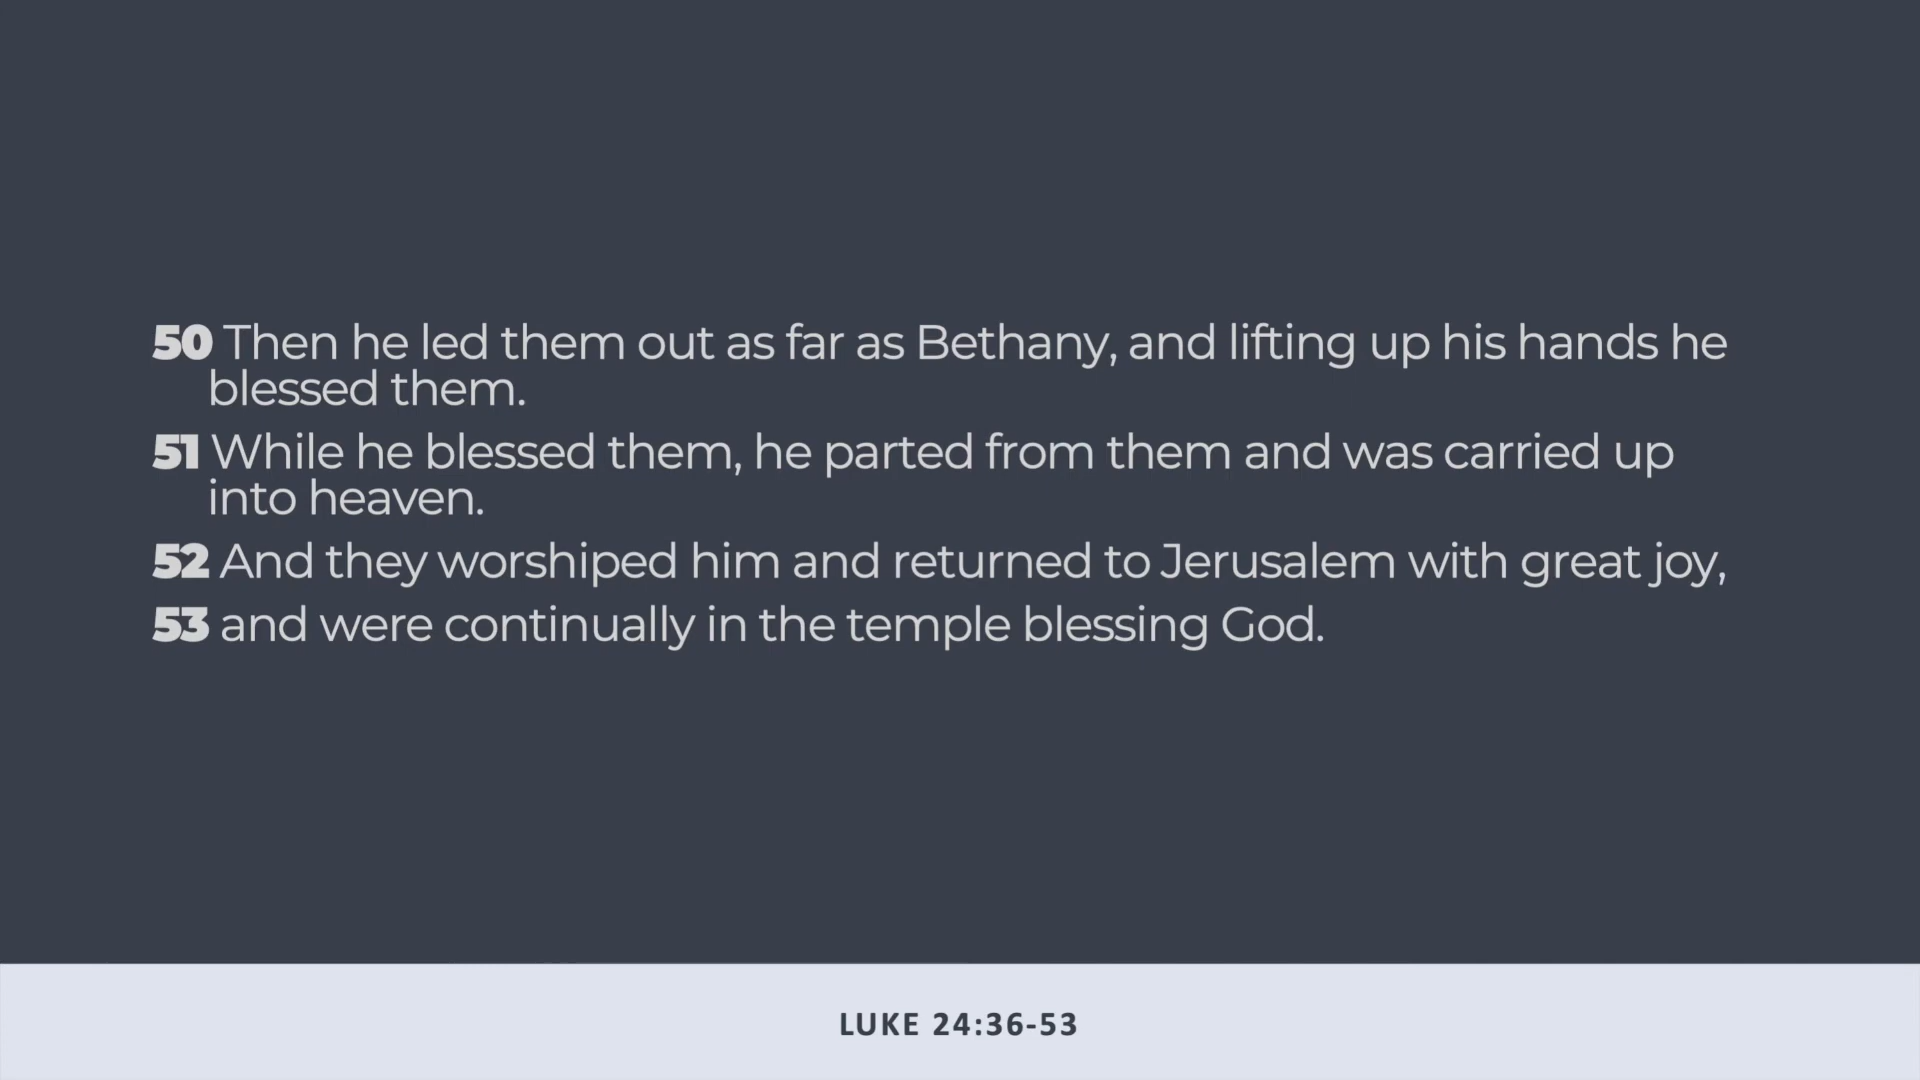 50 Then he led them out as far as Bethany, and lifting up his hands he
blessed them.
51 While he blessed them, he parted from them and was carried up
into heaven.
52 And they worshiped him and returned to Jerusalem with great joy,
53 and were continually in the temple blessing God.
LUKE 24:36-53